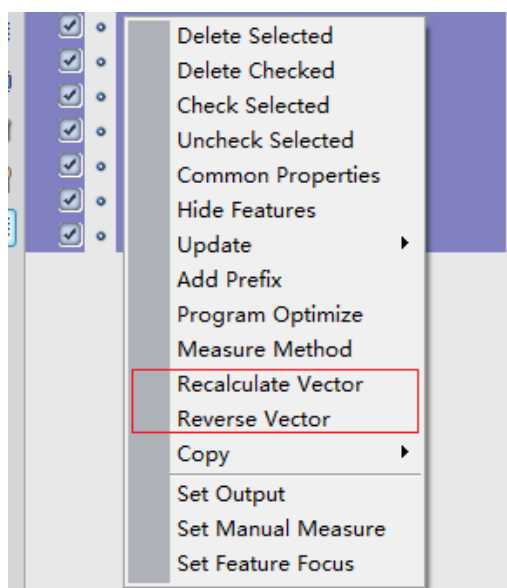 Delete Selected
Delete Checked
Check Selected
Uncheck Selected
Common Properties
Hide Features
Update
Add Prefix
Program Optimize
Measure Method
Recalculate Vector
Reverse Vector
Copy
Set Output
Set Manual Measure
Set Feature Focus